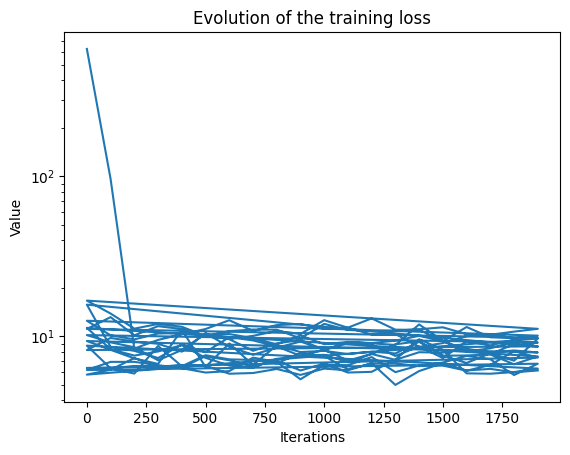 Evolution of the training loss
Value
10²
10¹
0 250 500 750 1000 1250 1500 1750
Iterations